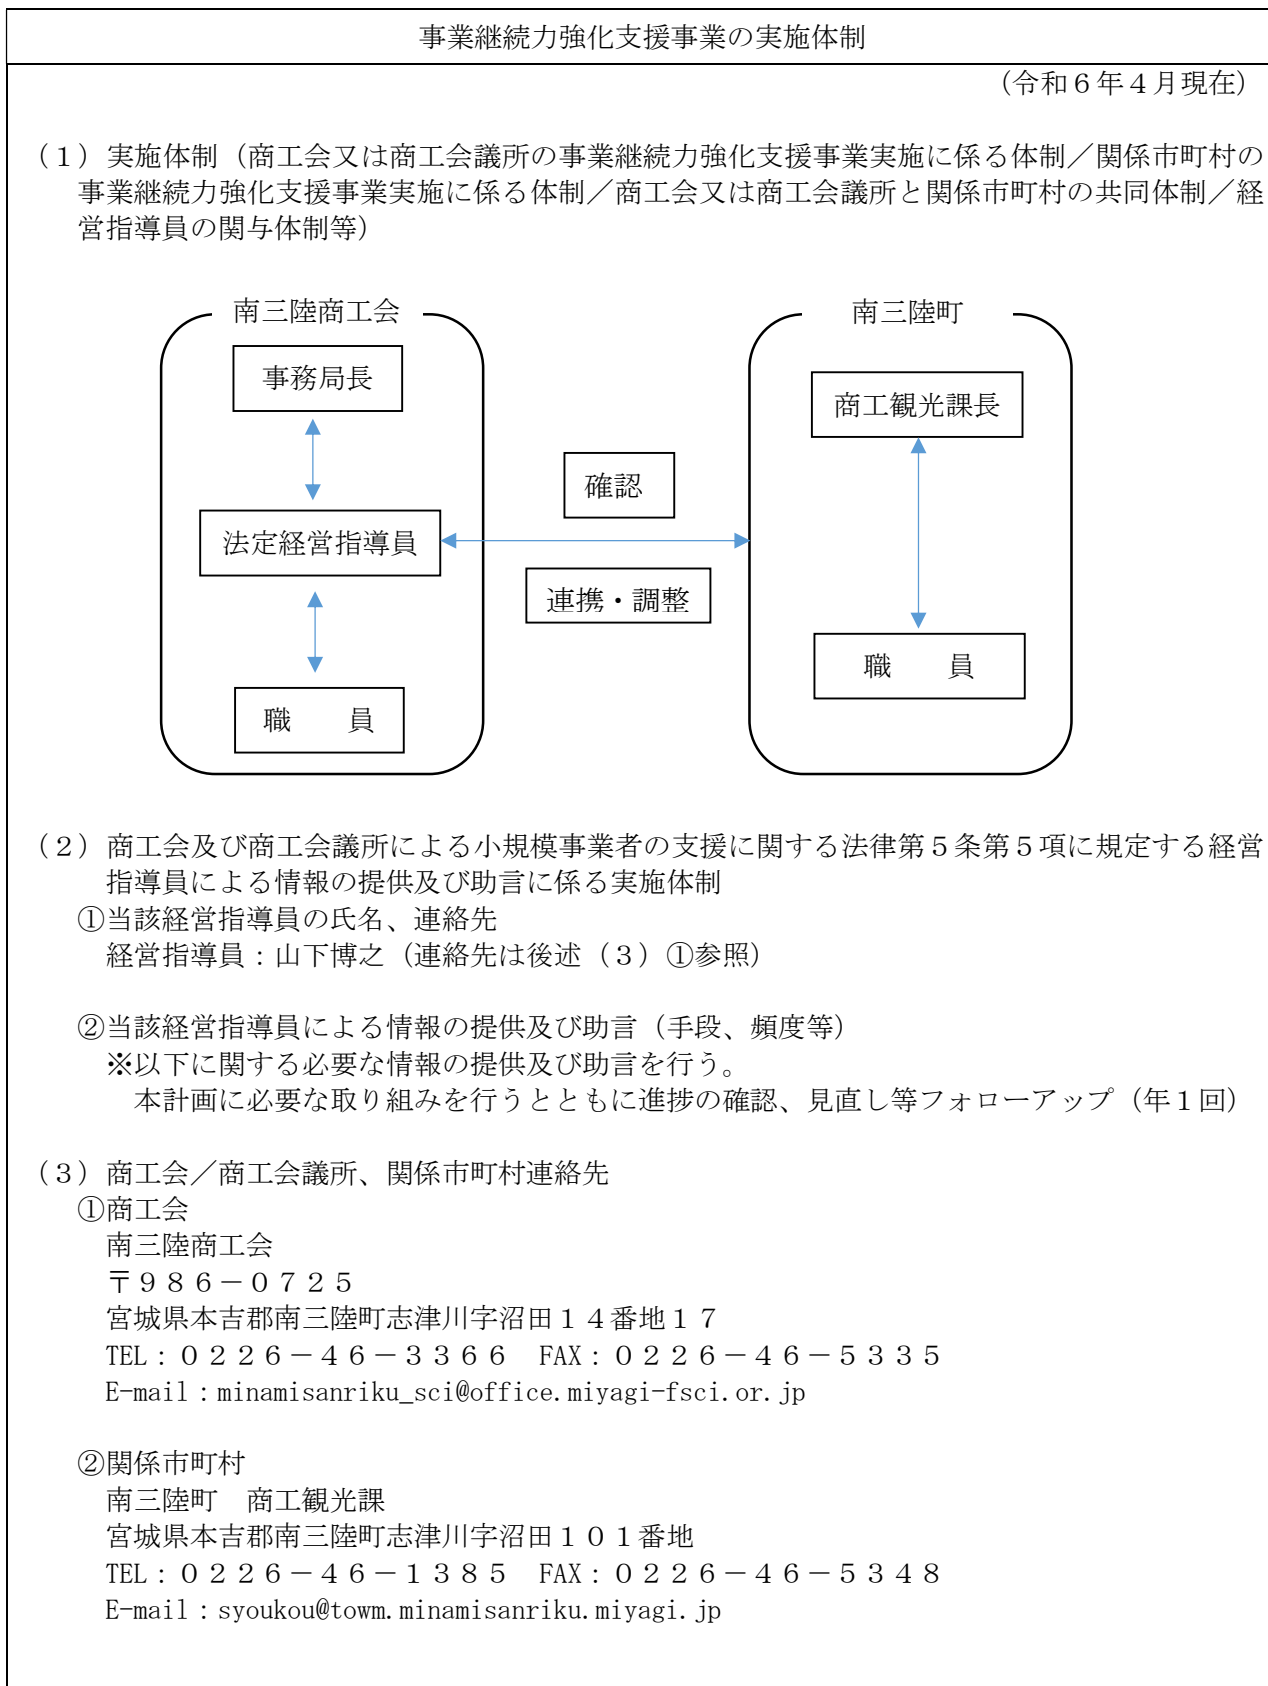 事業継続力強化支援事業の実施体制
（令和６年４月現在）
（１）実施体制（商工会又は商工会議所の事業継続力強化支援事業実施に係る体制／関係市町村の
事業継続力強化支援事業実施に係る体制／商工会又は商工会議所と関係市町村の共同体制／経
営指導員の関与体制等）
南三陸商工会
事務局長
法定経営指導員
職　　員
確認
連携・調整
南三陸町
商工観光課長
職　　員
（２）商工会及び商工会議所による小規模事業者の支援に関する法律第５条第５項に規定する経営
指導員による情報の提供及び助言に係る実施体制
①当該経営指導員の氏名、連絡先
経営指導員：山下博之（連絡先は後述（３）①参照）
②当該経営指導員による情報の提供及び助言（手段、頻度等）
※以下に関する必要な情報の提供及び助言を行う。
本計画に必要な取り組みを行うとともに進捗の確認、見直し等フォローアップ（年１回）
（３）商工会／商工会議所、関係市町村連絡先
①商工会
南三陸商工会
〒９８６－０７２５
宮城県本吉郡南三陸町志津川字沼田１４番地１７
TEL：０２２６－４６－３３６６　FAX：０２２６－４６－５３３５
E-mail：minamisanriku_sci@office.miyagi-fsci.or.jp
②関係市町村
南三陸町　商工観光課
宮城県本吉郡南三陸町志津川字沼田１０１番地
TEL：０２２６－４６－１３８５　FAX：０２２６－４６－５３４８
E-mail：syoukou@towm.minamisanriku.miyagi.jp